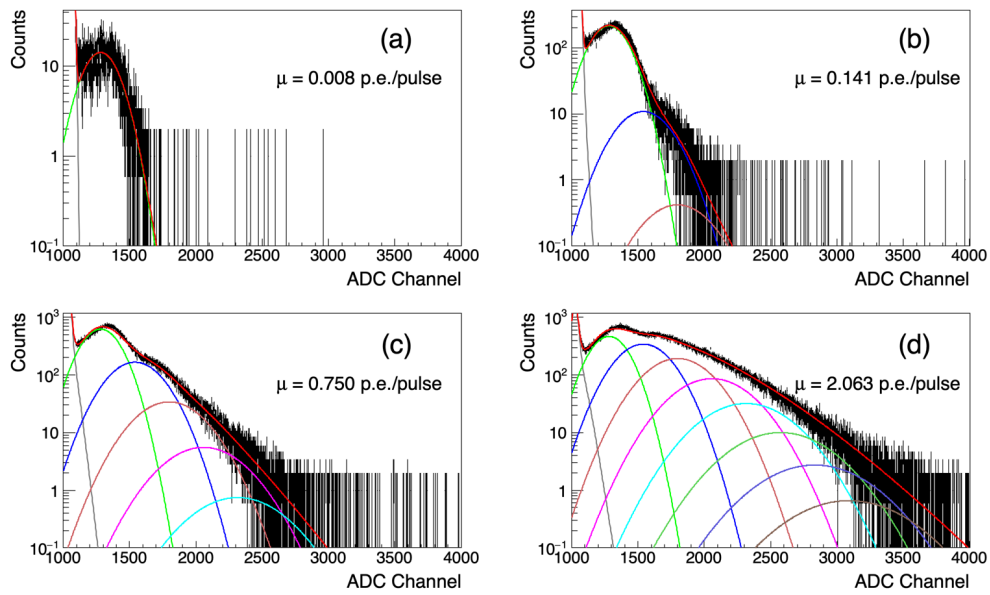 Counts
(a)
μ = 0.008 p.e./pulse
10
1
10⁻¹
1000 1500 2000 2500 3000 3500 4000
ADC Channel
Counts
(b)
μ = 0.141 p.e./pulse
10²
10
1
10⁻¹
1000 1500 2000 2500 3000 3500 4000
ADC Channel
Counts
(c)
μ = 0.750 p.e./pulse
10³
10²
10
1
10⁻¹
1000 1500 2000 2500 3000 3500 4000
ADC Channel
Counts
(d)
μ = 2.063 p.e./pulse
10³
10²
10
1
10⁻¹
1000 1500 2000 2500 3000 3500 4000
ADC Channel